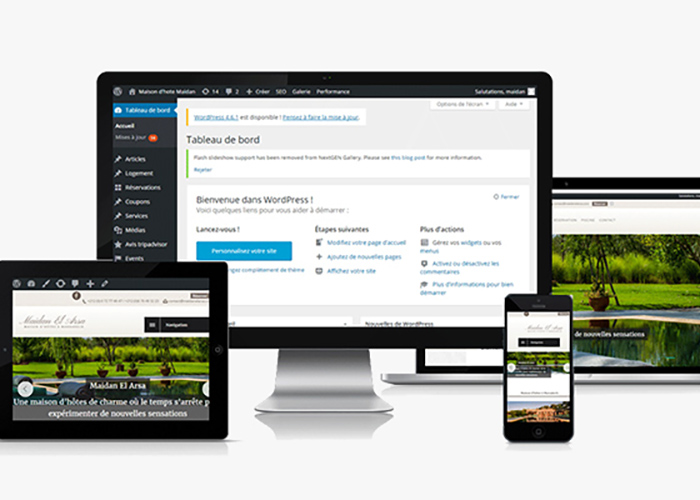 Maison d'hote Maidan 14 2 Créer SEO Galerie Performance Salutations, maidan
Tableau de bord
Accueil
Mises à jour
Articles
Logement
Réservations
Coupons
Services
Médias
Avis tripadvisor
Events
Options de l'écran Aide
WordPress 4.6.1 est disponible ! Pensez à faire la mise à jour.
Tableau de bord
Flash slideshow support has been removed from NextGEN Gallery. Please see this blog post for more information.
Rejeter
Fermer
Bienvenue dans WordPress !
Voici quelques liens pour vous aider à démarrer :
Lancez-vous !
Personnalisez votre site
complètement de thème
Étapes suivantes
Modifiez votre page d'accueil
Ajoutez de nouvelles pages
Affichez votre site
Plus d'actions
Gérez vos widgets ou vos
menus
Activez ou désactivez les
commentaires
Plus d'informations pour bien
démarrer
Nouvelles de WordPress
Maidan El Arsa
Navigation
Maidan El Arsa
Une maison d'hôtes de charme où le temps s'arrête p
expérimenter de nouvelles sensations
de nouvelles sensations
Maidan El Arsa